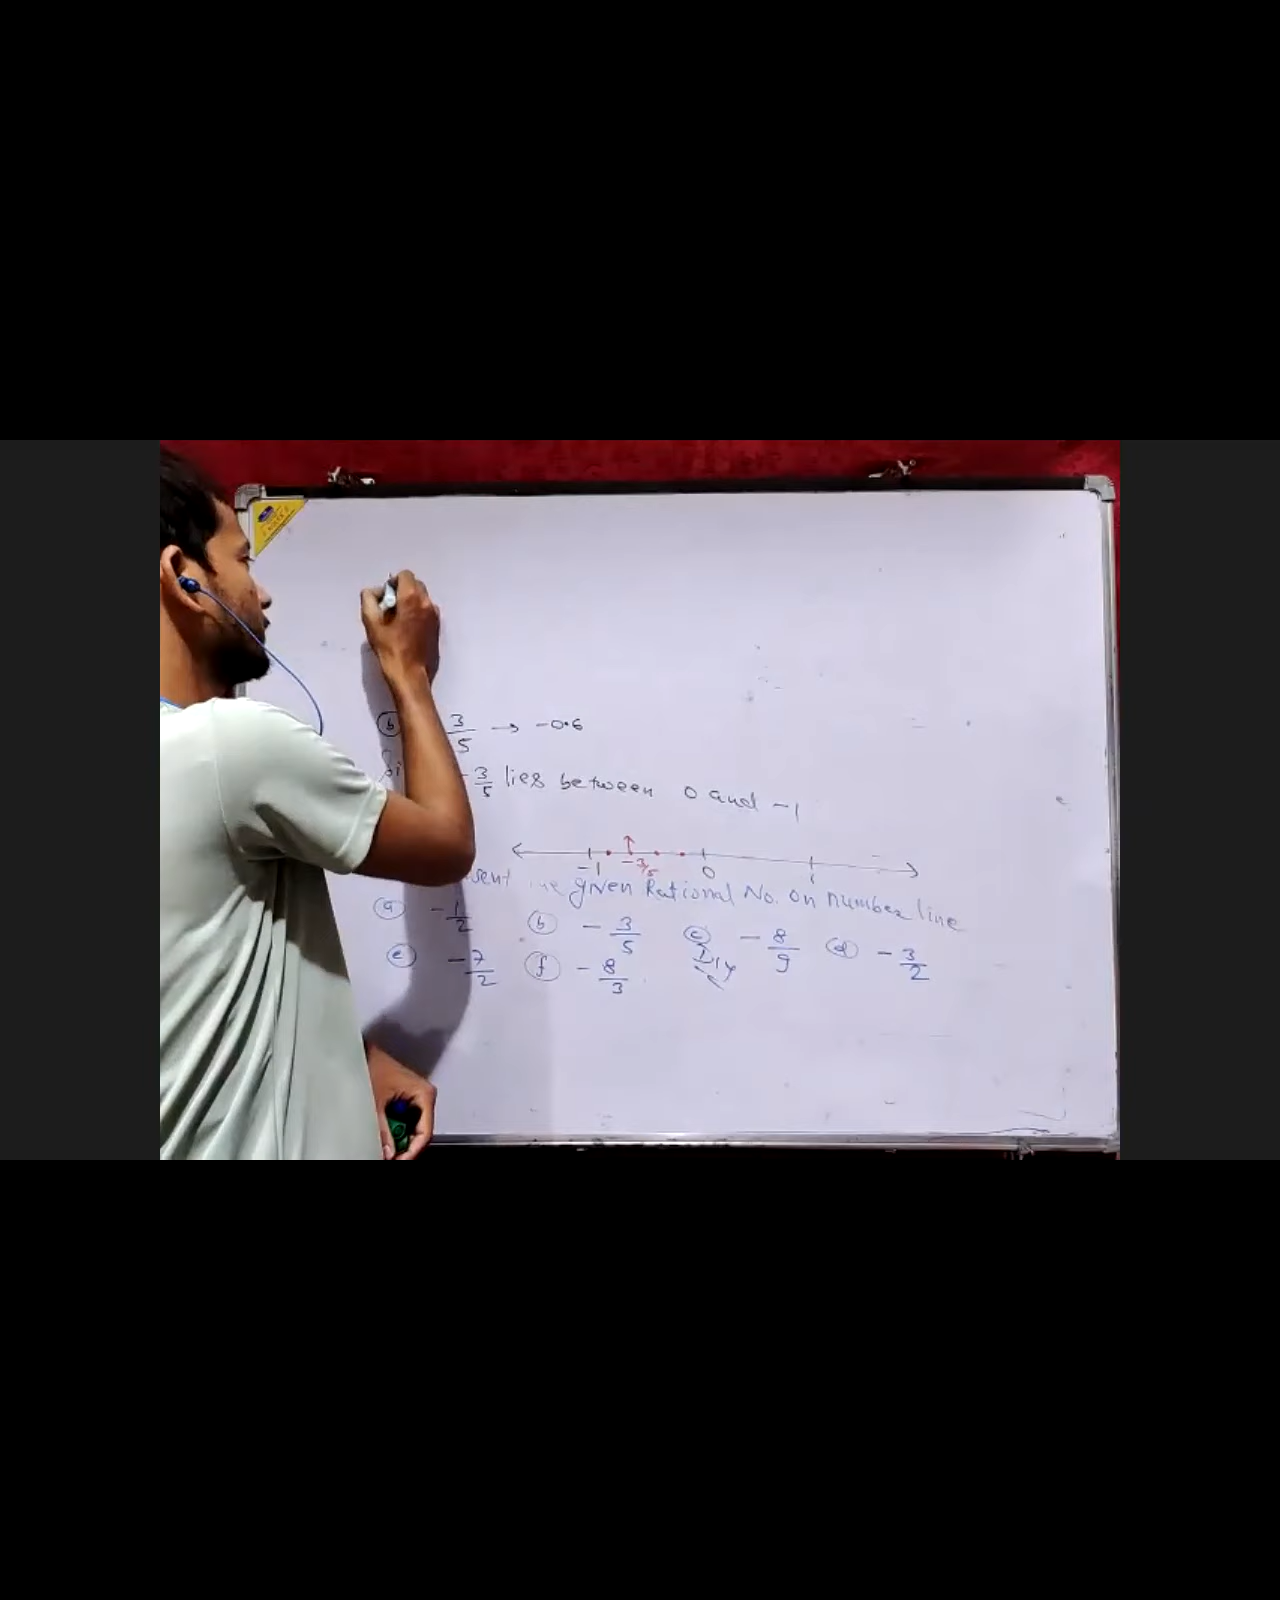 (b) 3/5 → -0.6
-3/5 lies between 0 and -1
-1 -3/5 0 1
given Rational No. on number line
(a) -1/2 (b) -3/5 (c) -8/9 (d) -3/2
(e) -7/2 (f) -8/3